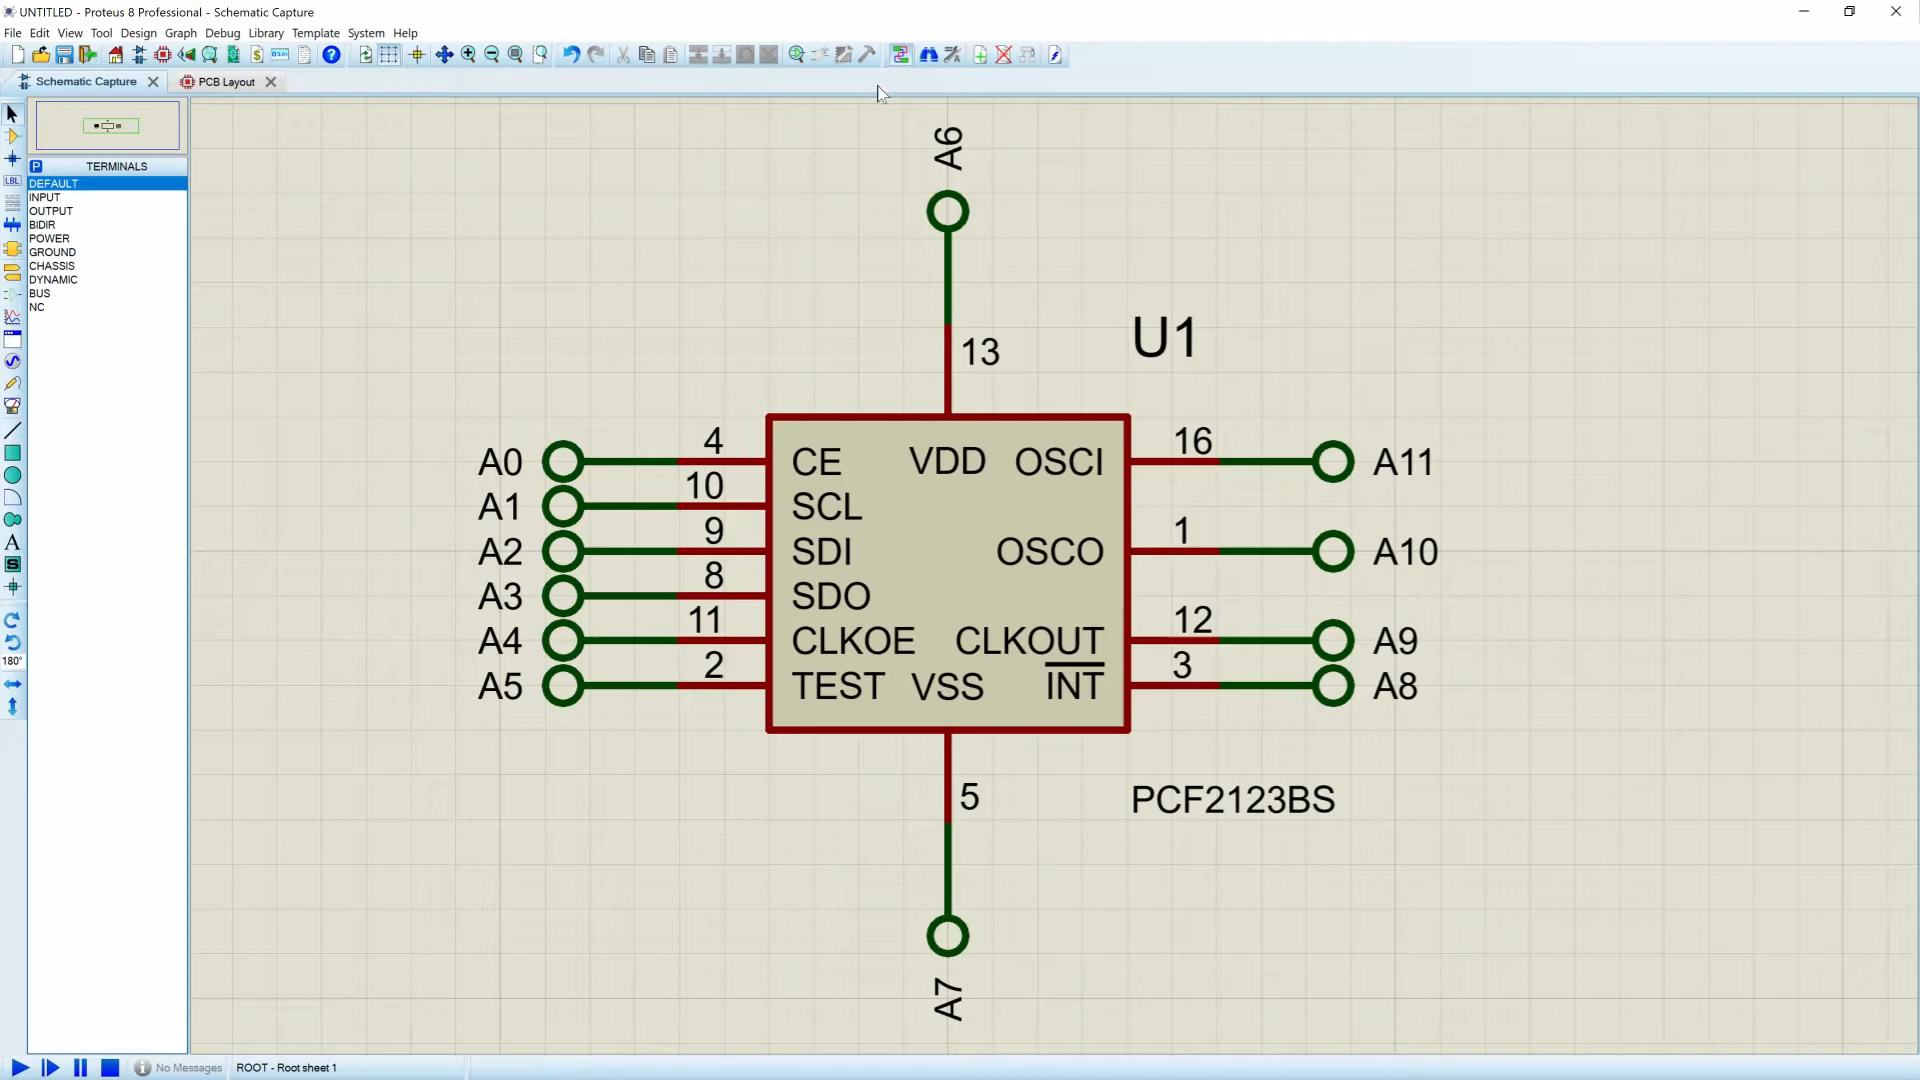 UNTITLED - Proteus 8 Professional - Schematic Capture
File Edit View Tool Design Graph Debug Library Template System Help
Schematic Capture PCB Layout
P TERMINALS
DEFAULT
INPUT
OUTPUT
BIDIR
POWER
GROUND
CHASSIS
DYNAMIC
BUS
NC
LBL
A
S
180°
A6
13
U1
A0 4 CE VDD OSCI 16 A11
A1 10 SCL
A2 9 SDI OSCO 1 A10
A3 8 SDO
A4 11 CLKOE CLKOUT 12 A9
A5 2 TEST VSS INT 3 A8
5
PCF2123BS
A7
No Messages ROOT - Root sheet 1